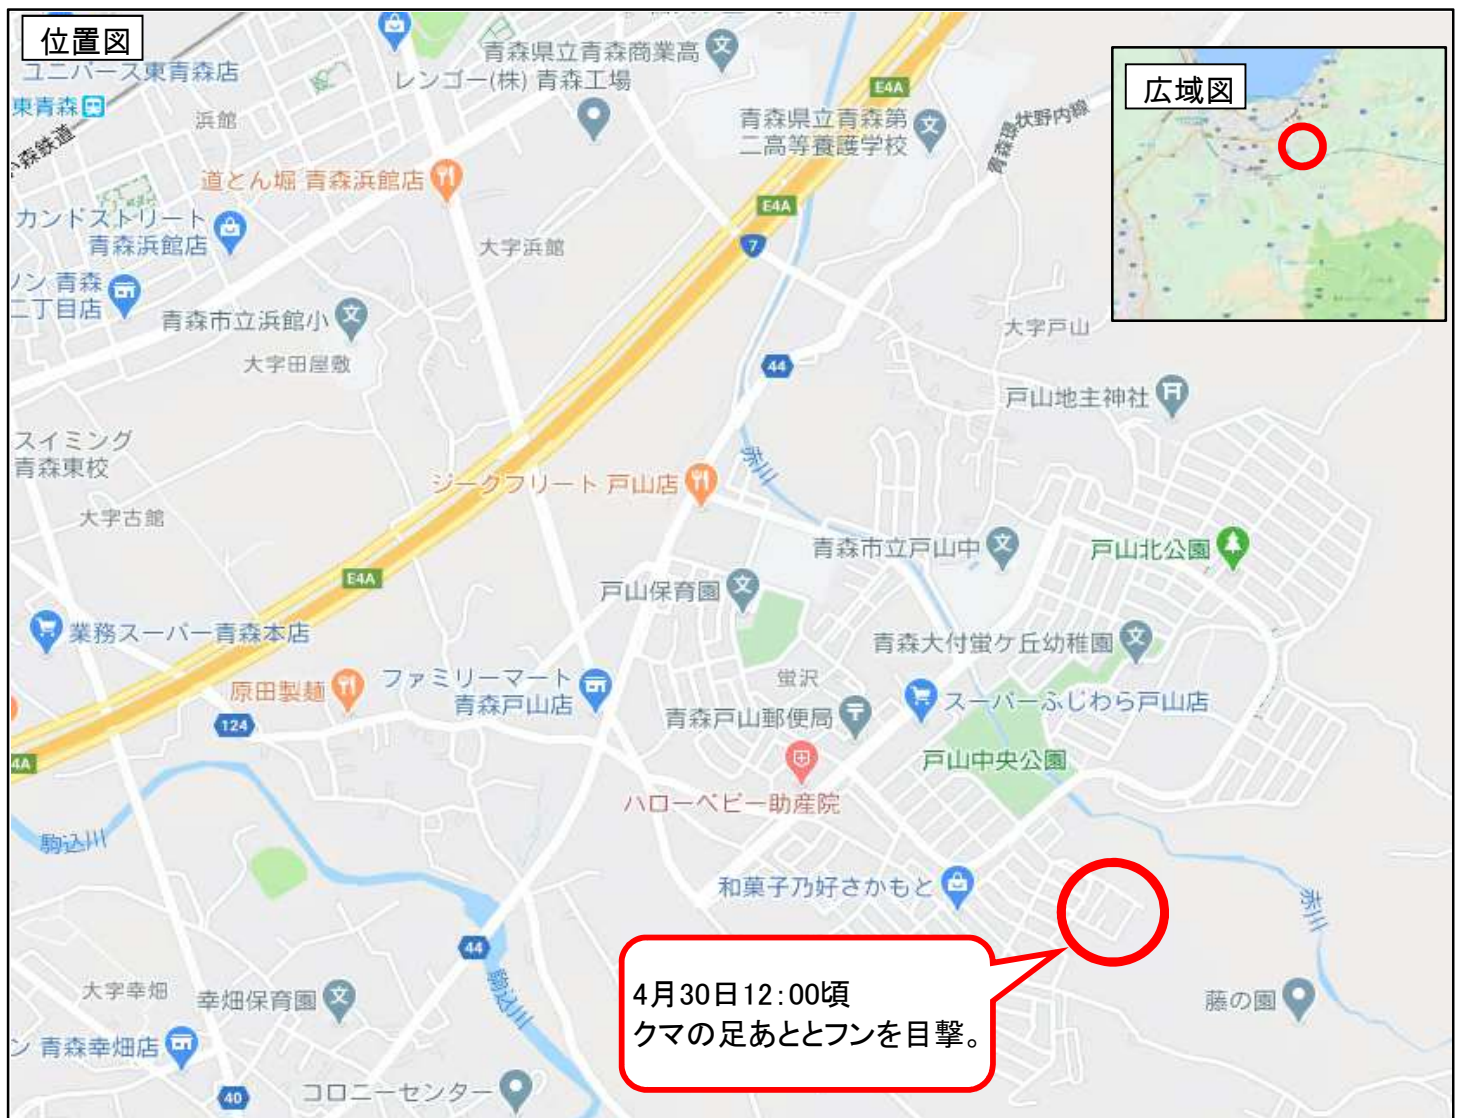 位置図
広域図
ユニバース東青森店
東青森
浜館
青森県立青森商業高
レンゴー(株) 青森工場
E4A
青森県立青森第
二高等養護学校
青森環状野内線
森鉄道
道とん堀 青森浜館店
E4A
7
カンドストリート
青森浜館店
大字浜館
ソン 青森
二丁目店
青森市立浜館小
大字田屋敷
大字戸山
44
戸山地主神社
スイミング
青森東校
ジークフリート 戸山店
赤川
大字古館
青森市立戸山中
戸山北公園
E4A
戸山保育園
業務スーパー青森本店
青森大付蛍ケ丘幼稚園
原田製麺
ファミリーマート
青森戸山店
蛍沢
青森戸山郵便局
スーパーふじわら戸山店
124
4A
戸山中央公園
ハローベビー助産院
駒込川
和菓子乃好さかもと
赤川
44
4月30日12:00頃
クマの足あととフンを目撃。
駒込川
大字幸畑
幸畑保育園
藤の園
ン 青森幸畑店
40
コロニーセンター